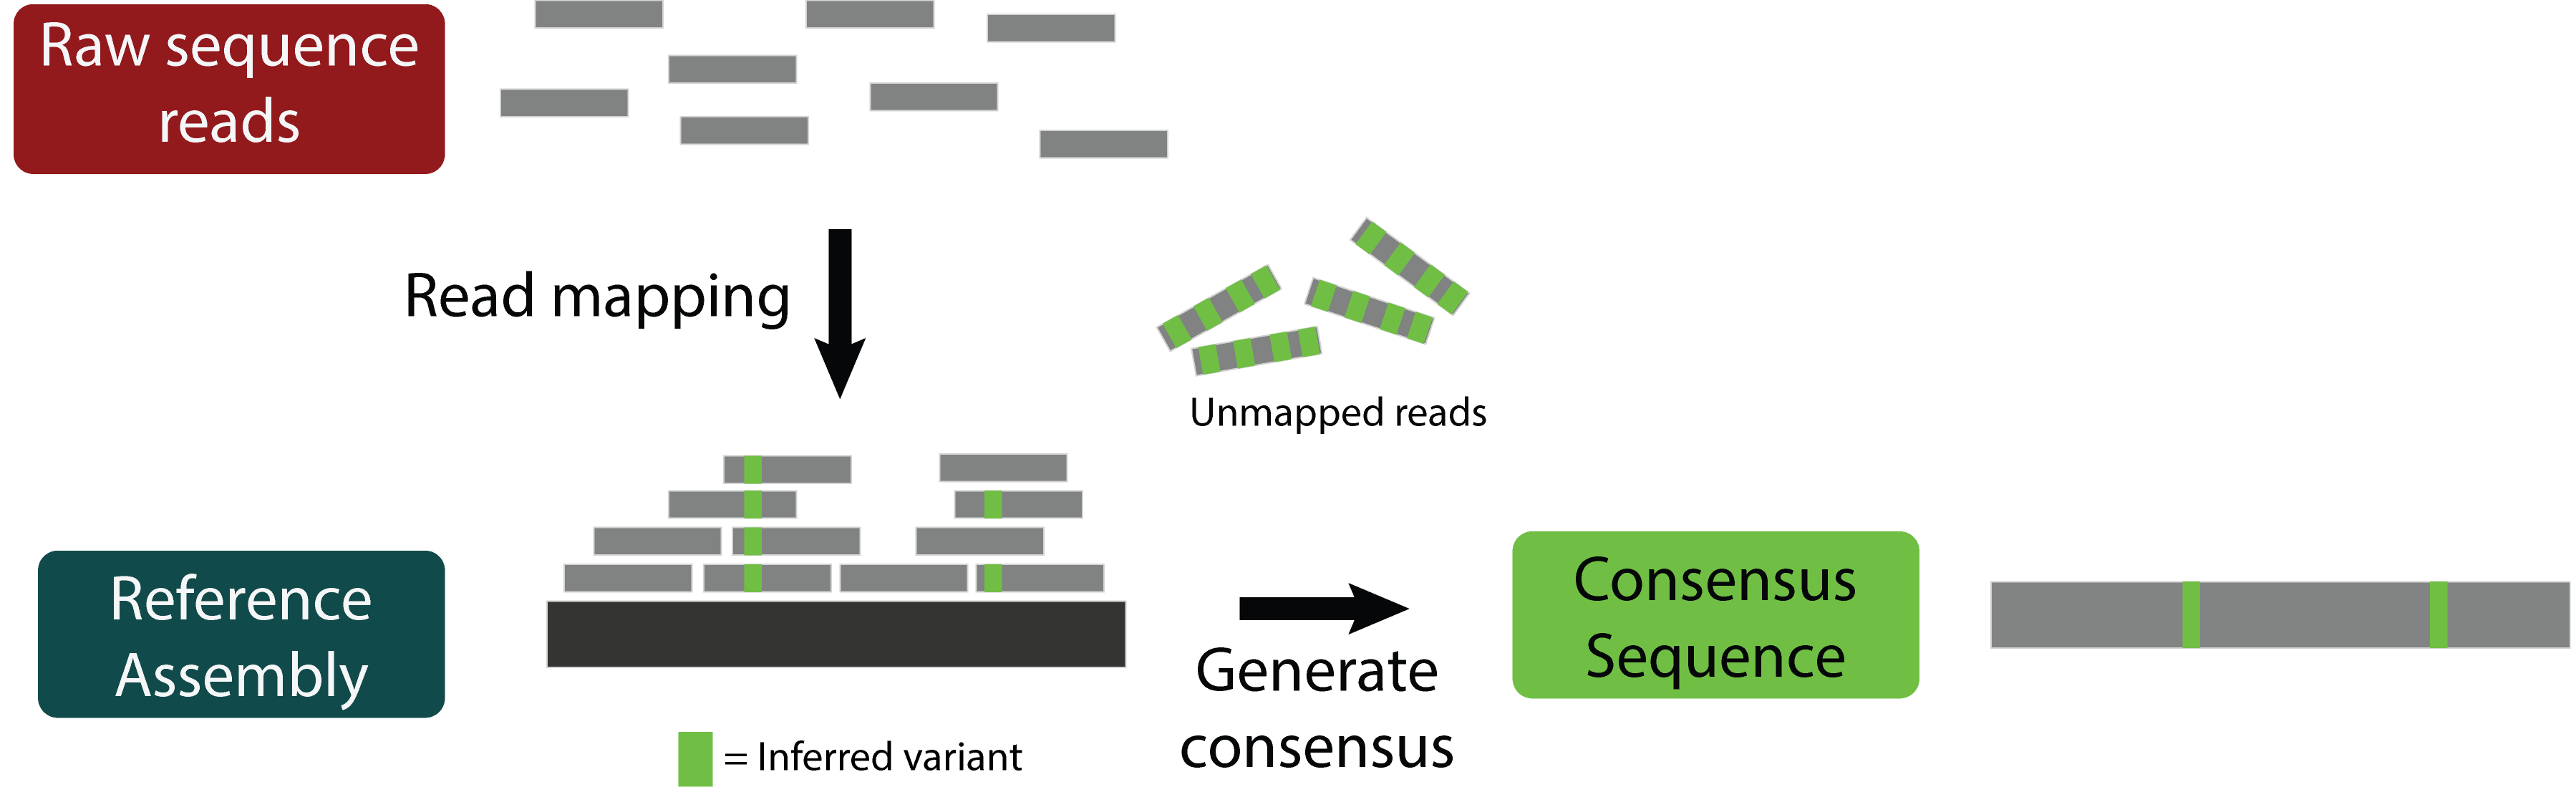 Raw sequence
reads
Read mapping
Unmapped reads
Reference
Assembly
Generate
consensus
Consensus
Sequence
= Inferred variant